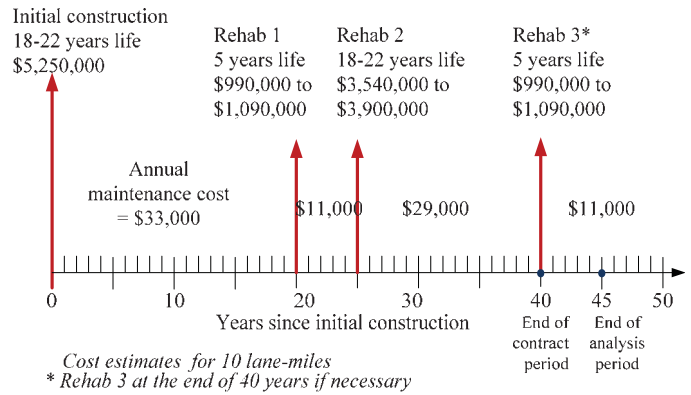 Initial construction
18-22 years life
$5,250,000
Rehab 1
5 years life
$990,000 to
$1,090,000
Rehab 2
18-22 years life
$3,540,000 to
$3,900,000
Rehab 3*
5 years life
$990,000 to
$1,090,000
Annual
maintenance cost
= $33,000
$11,000
$29,000
$11,000
0 10 20 30 40 45 50
Years since initial construction
End of
contract
period
End of
analysis
period
Cost estimates for 10 lane-miles
* Rehab 3 at the end of 40 years if necessary